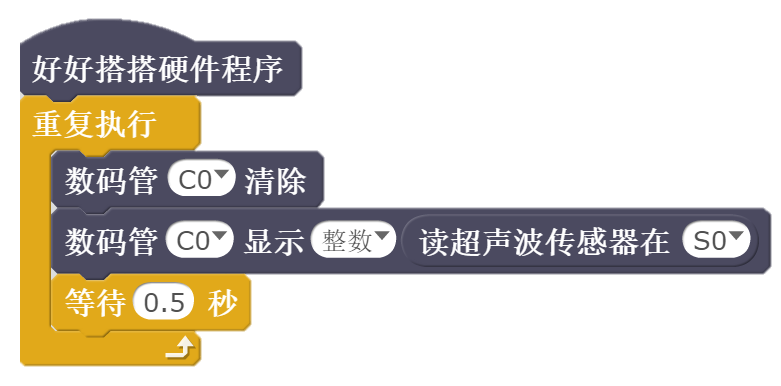 好好搭搭硬件程序
重复执行
数码管 C0 清除
数码管 C0 显示 整数 读超声波传感器在 S0
等待 0.5 秒